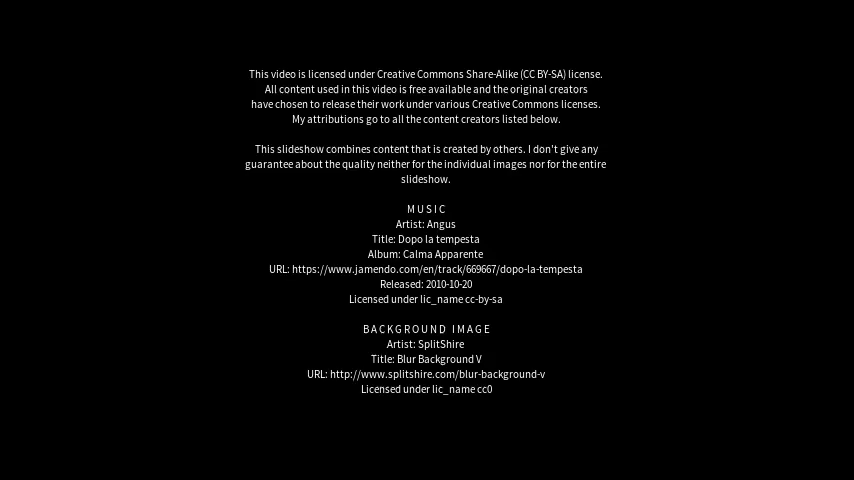 This video is licensed under Creative Commons Share-Alike (CC BY-SA) license.
All content used in this video is free available and the original creators
have chosen to release their work under various Creative Commons licenses.
My attributions go to all the content creators listed below.
This slideshow combines content that is created by others. I don't give any
guarantee about the quality neither for the individual images nor for the entire
slideshow.
MUSIC
Artist: Angus
Title: Dopo la tempesta
Album: Calma Apparente
URL: https://www.jamendo.com/en/track/669667/dopo-la-tempesta
Released: 2010-10-20
Licensed under lic_name cc-by-sa
BACKGROUND IMAGE
Artist: SplitShire
Title: Blur Background V
URL: http://www.splitshire.com/blur-background-v
Licensed under lic_name cc0